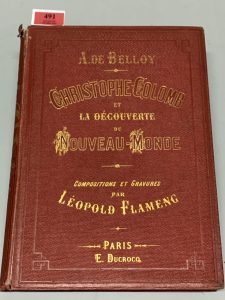 491
A. DE BELLOY
CHRISTOPHE COLOMB
ET
LA DÉCOUVERTE
DU
NOUVEAU-MONDE
COMPOSITIONS ET GRAVURES
PAR
LÉOPOLD FLAMENG
PARIS
E. DUCROCQ